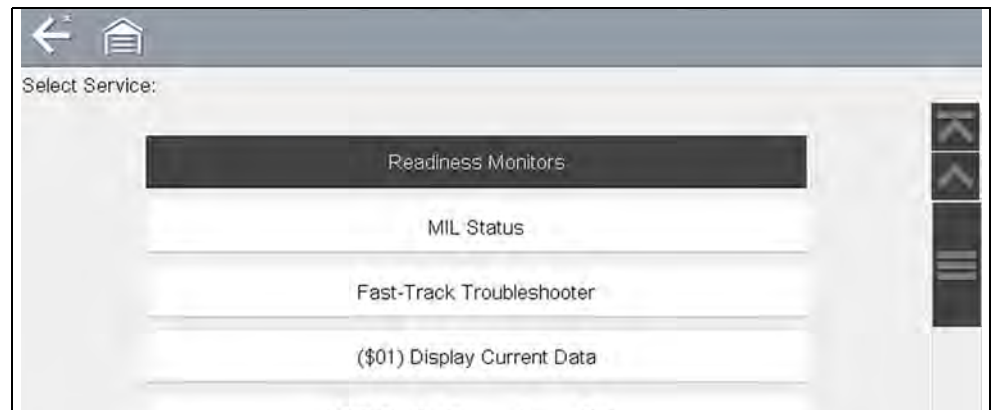 Select Service:
Readiness Monitors
MIL Status
Fast-Track Troubleshooter
($01) Display Current Data